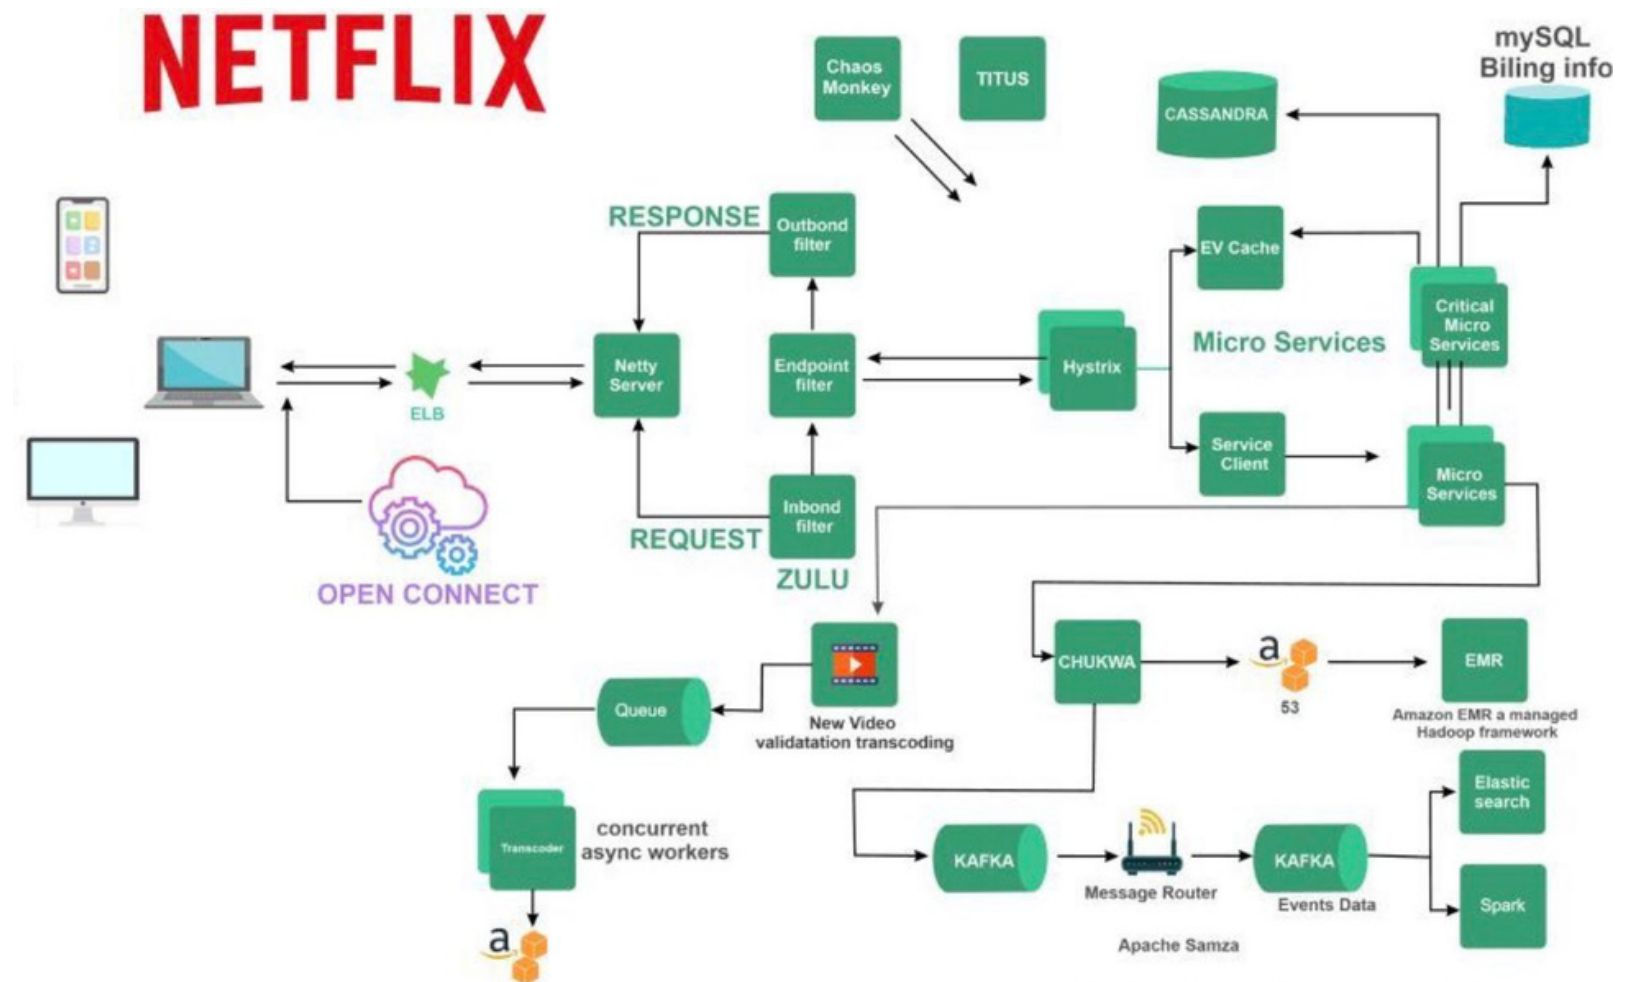 NETFLIX
Chaos
Monkey
TITUS
mySQL
Biling info
CASSANDRA
RESPONSE
Outbond
filter
EV Cache
Critical
Micro
Services
Micro Services
Netty
Server
Endpoint
filter
Hystrix
ELB
Service
Client
Micro
Services
Inbond
filter
REQUEST
ZULU
OPEN CONNECT
CHUKWA
a
53
EMR
Amazon EMR a managed
Hadoop framework
Queue
New Video
validatation transcoding
Elastic
search
Transcoder
concurrent
async workers
KAFKA
Message Router
KAFKA
Events Data
Spark
Apache Samza
a